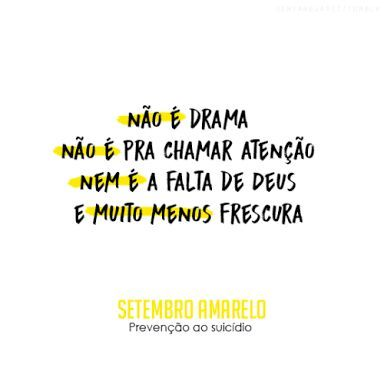 NÃO É DRAMA
NÃO É PRA CHAMAR ATENÇÃO
NEM É A FALTA DE DEUS
E MUITO MENOS FRESCURA
SETEMBRO AMARELO
Prevenção ao suicídio